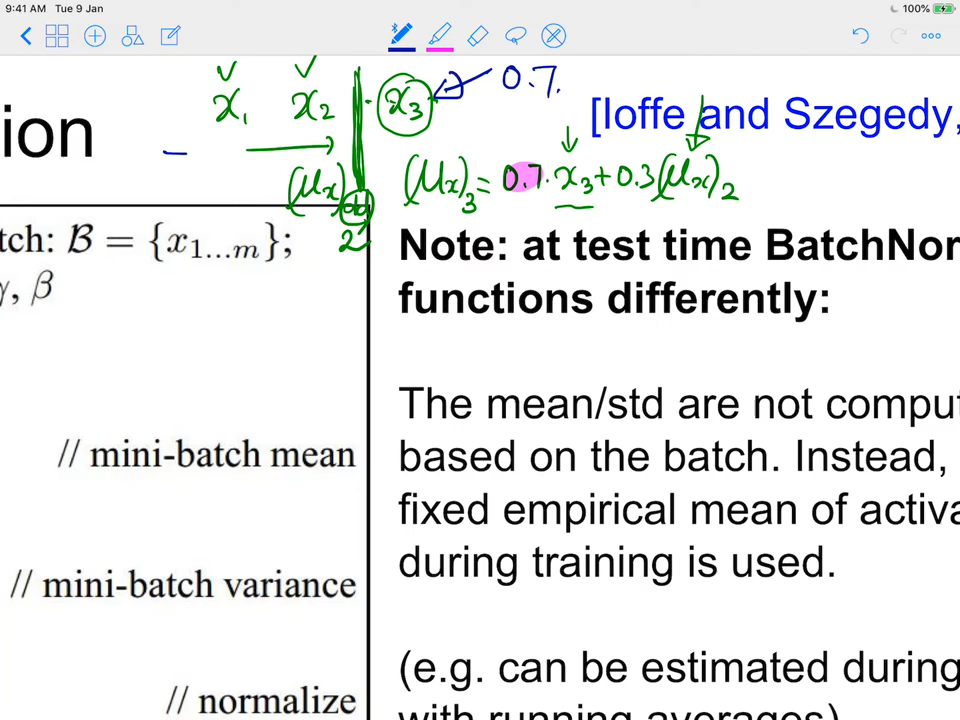 9:41 AM Tue 9 Jan
100%
x₁ x₂ x₃ 0.7.
[Ioffe and Szegedy,
ion
(μₓ)₂ (μₓ)₃ = 0.7 · x₃ + 0.3 (μₓ)₂
tch: B = {x₁...ₘ};
γ, β
Note: at test time BatchNor
functions differently:
The mean/std are not comput
based on the batch. Instead,
// mini-batch mean
fixed empirical mean of activa
during training is used.
// mini-batch variance
(e.g. can be estimated during
// normalize
with running averages)